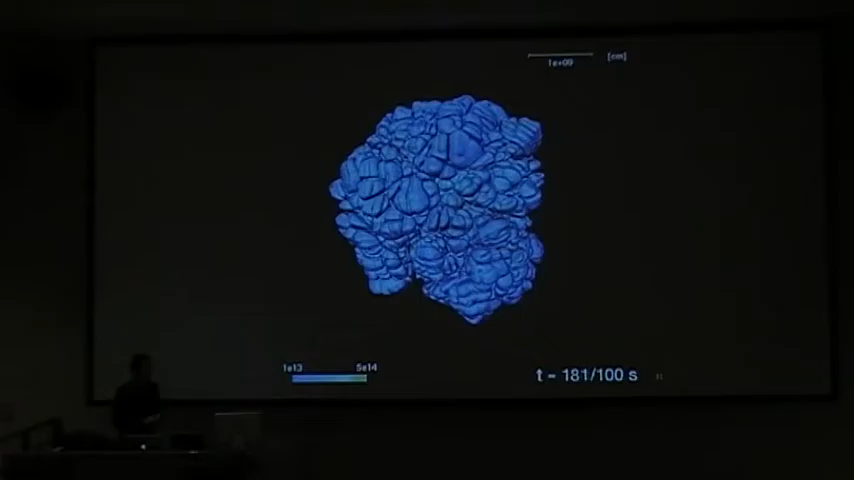 1e+09 [cm]
1e13 5e14
t = 181/100 s